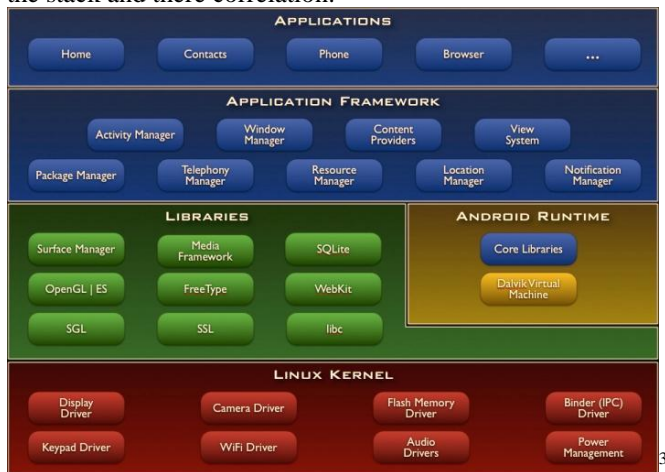 the stack and there correlation.
APPLICATIONS
Home
Contacts
Phone
Browser
...
APPLICATION FRAMEWORK
Activity Manager
Window
Manager
Content
Providers
View
System
Package Manager
Telephony
Manager
Resource
Manager
Location
Manager
Notification
Manager
LIBRARIES
Surface Manager
Media
Framework
SQLite
OpenGL | ES
FreeType
WebKit
SGL
SSL
libc
ANDROID RUNTIME
Core Libraries
Dalvik Virtual
Machine
LINUX KERNEL
Display
Driver
Camera Driver
Flash Memory
Driver
Binder (IPC)
Driver
Keypad Driver
WiFi Driver
Audio
Drivers
Power
Management
3